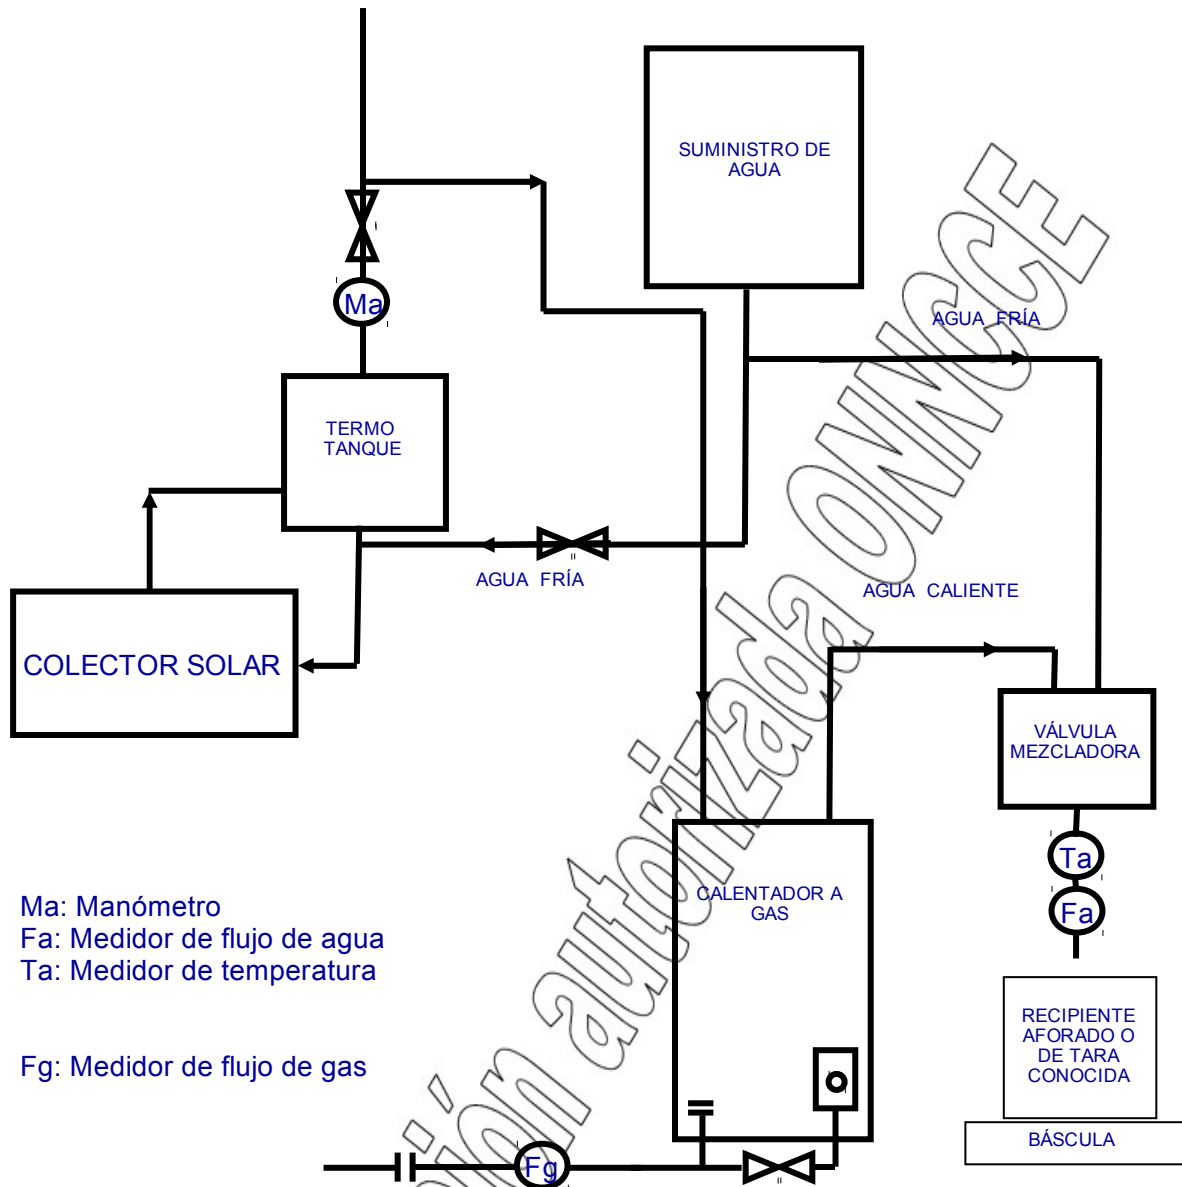 SUMINISTRO DE
AGUA
Ma
AGUA FRÍA
TERMO
TANQUE
AGUA FRÍA
AGUA CALIENTE
COLECTOR SOLAR
VÁLVULA
MEZCLADORA
Ta
Fa
CALENTADOR A
GAS
Ma: Manómetro
Fa: Medidor de flujo de agua
Ta: Medidor de temperatura
Fg: Medidor de flujo de gas
RECIPIENTE
AFORADO O
DE TARA
CONOCIDA
BÁSCULA
Fg
ión autorizada ONNCCE